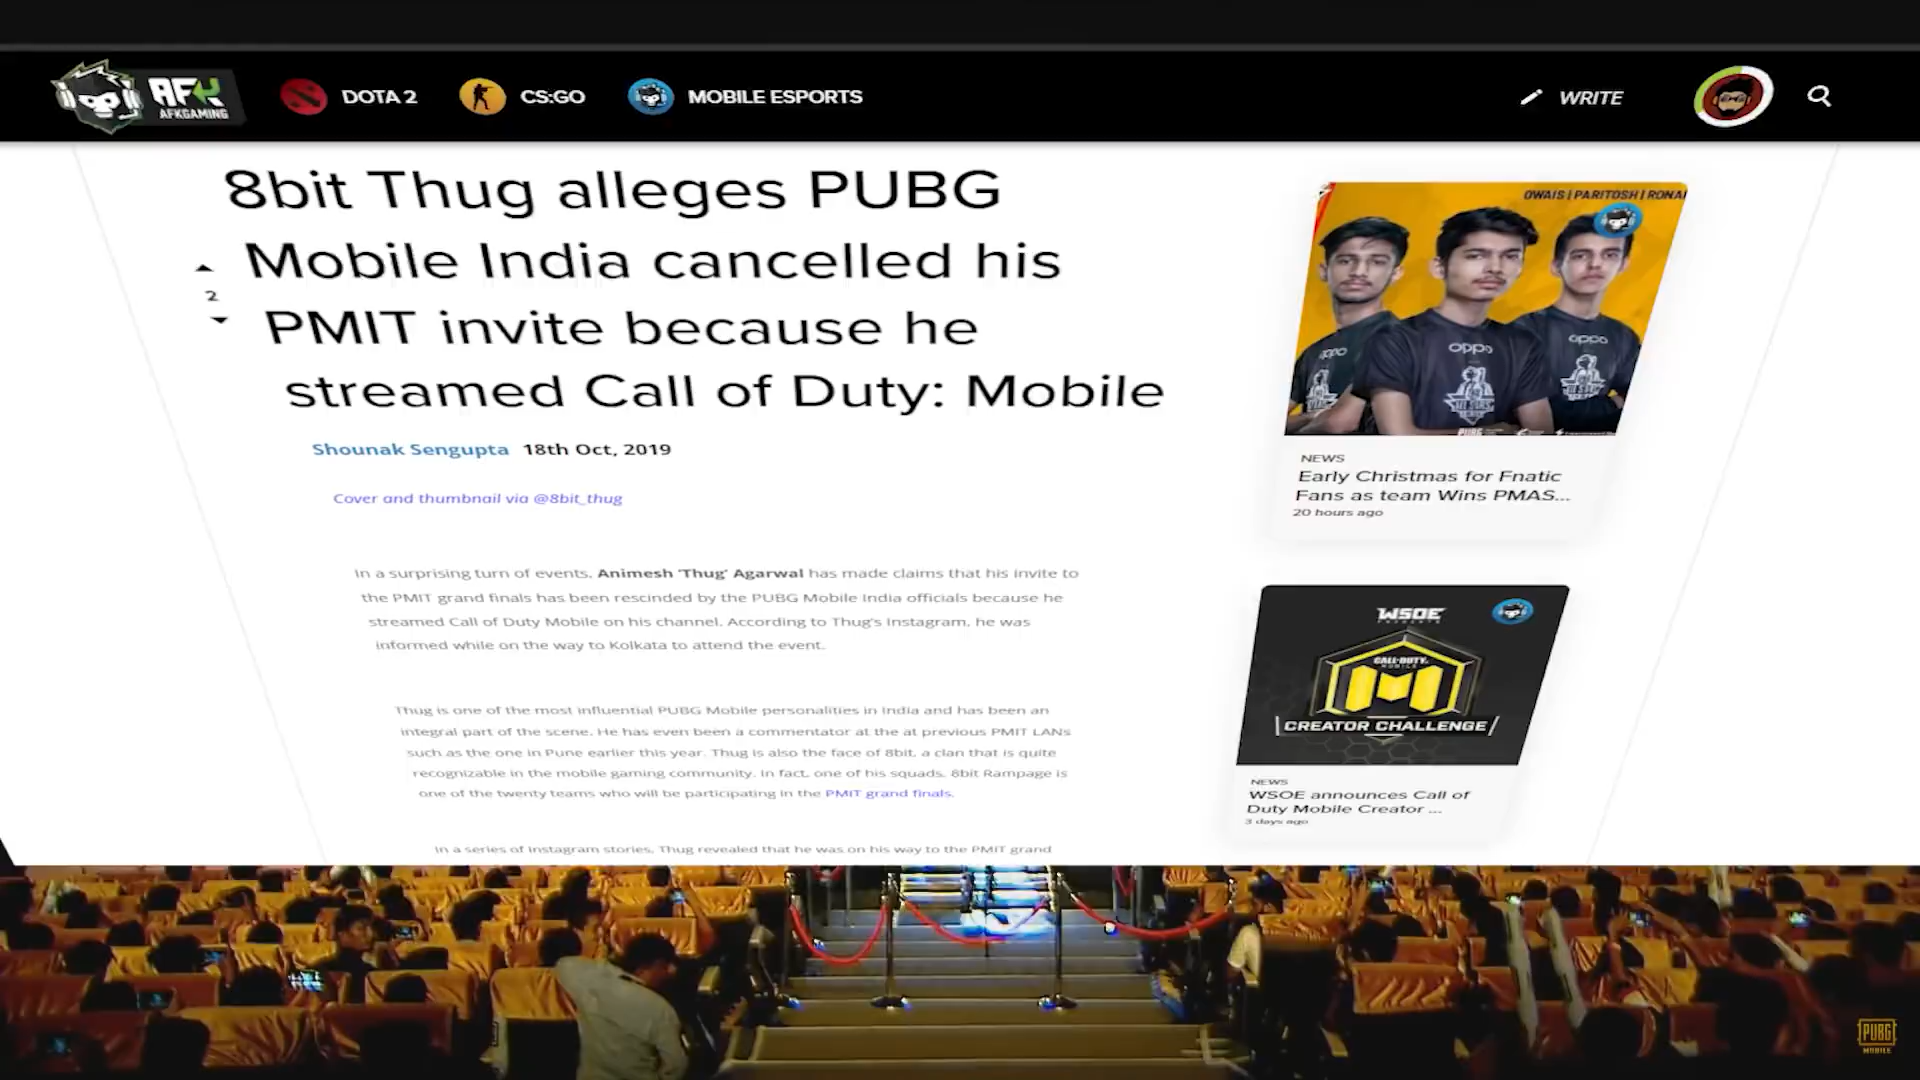 AFK
AFKGAMING
DOTA 2
CS:GO
MOBILE ESPORTS
WRITE
8bit Thug alleges PUBG
Mobile India cancelled his
PMIT invite because he
streamed Call of Duty: Mobile
2
Shounak Sengupta 18th Oct, 2019
Cover and thumbnail via @8bit_thug
In a surprising turn of events, Animesh 'Thug' Agarwal has made claims that his invite to
the PMIT grand finals has been rescinded by the PUBG Mobile India officials because he
streamed Call of Duty Mobile on his channel. According to Thug's Instagram, he was
informed while on the way to Kolkata to attend the event.
Thug is one of the most influential PUBG Mobile personalities in India and has been an
integral part of the scene. He has even been a commentator at the at previous PMIT LANs
such as the one in Pune earlier this year. Thug is also the face of 8bit, a clan that is quite
recognizable in the mobile gaming community. In fact, one of his squads, 8bit Rampage is
one of the twenty teams who will be participating in the PMIT grand finals.
In a series of Instagram stories, Thug revealed that he was on his way to the PMIT grand
OWAIS | PARITOSH | RONA
oppo
oppo
oppo
PUBG
NEWS
Early Christmas for Fnatic
Fans as team Wins PMAS...
20 hours ago
WSOE
CALL OF DUTY
MOBILE
CREATOR CHALLENGE
NEWS
WSOE announces Call of
Duty Mobile Creator ...
3 days ago
PUBG
MOBILE